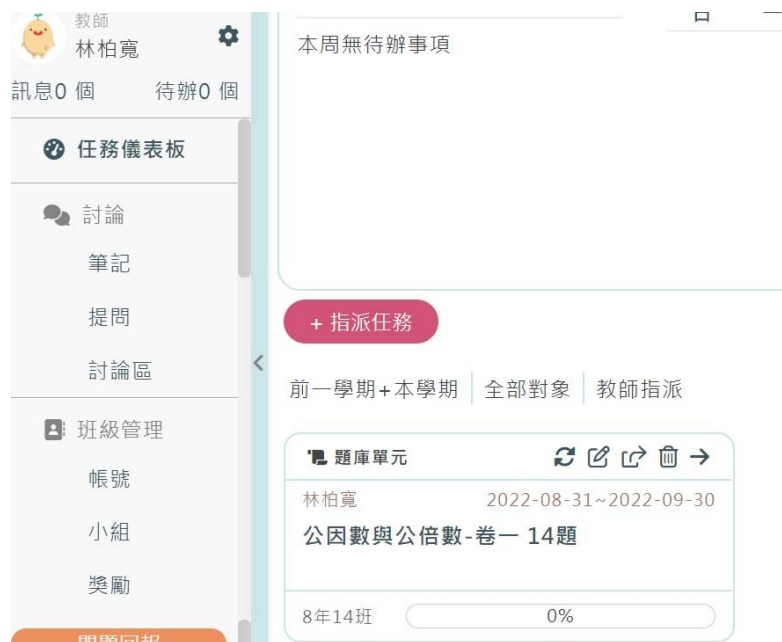 教師
林柏寬
訊息0 個
待辦0 個
任務儀表板
討論
筆記
提問
討論區
班級管理
帳號
小組
獎勵
問題回報
本周無待辦事項
+ 指派任務
前一學期+本學期
全部對象
教師指派
題庫單元
林柏寬
2022-08-31~2022-09-30
公因數與公倍數-卷一 14題
8年14班
0%